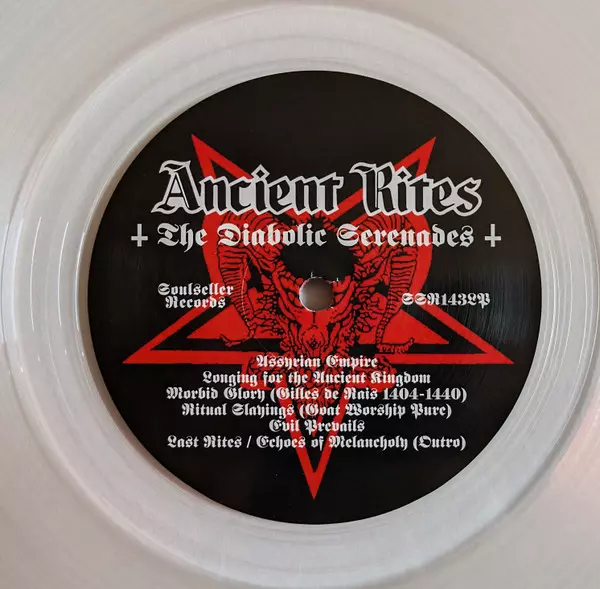 Ancient Rites
The Diabolic Serenades
Soulseller
Records
SSR143LP
Assyrian Empire
Longing for the Ancient Kingdom
Morbid Glory (Gilles de Rais 1404-1440)
Ritual Slayings (Goat Worship Pure)
Evil Prevails
Last Rites / Echoes of Melancholy (Outro)